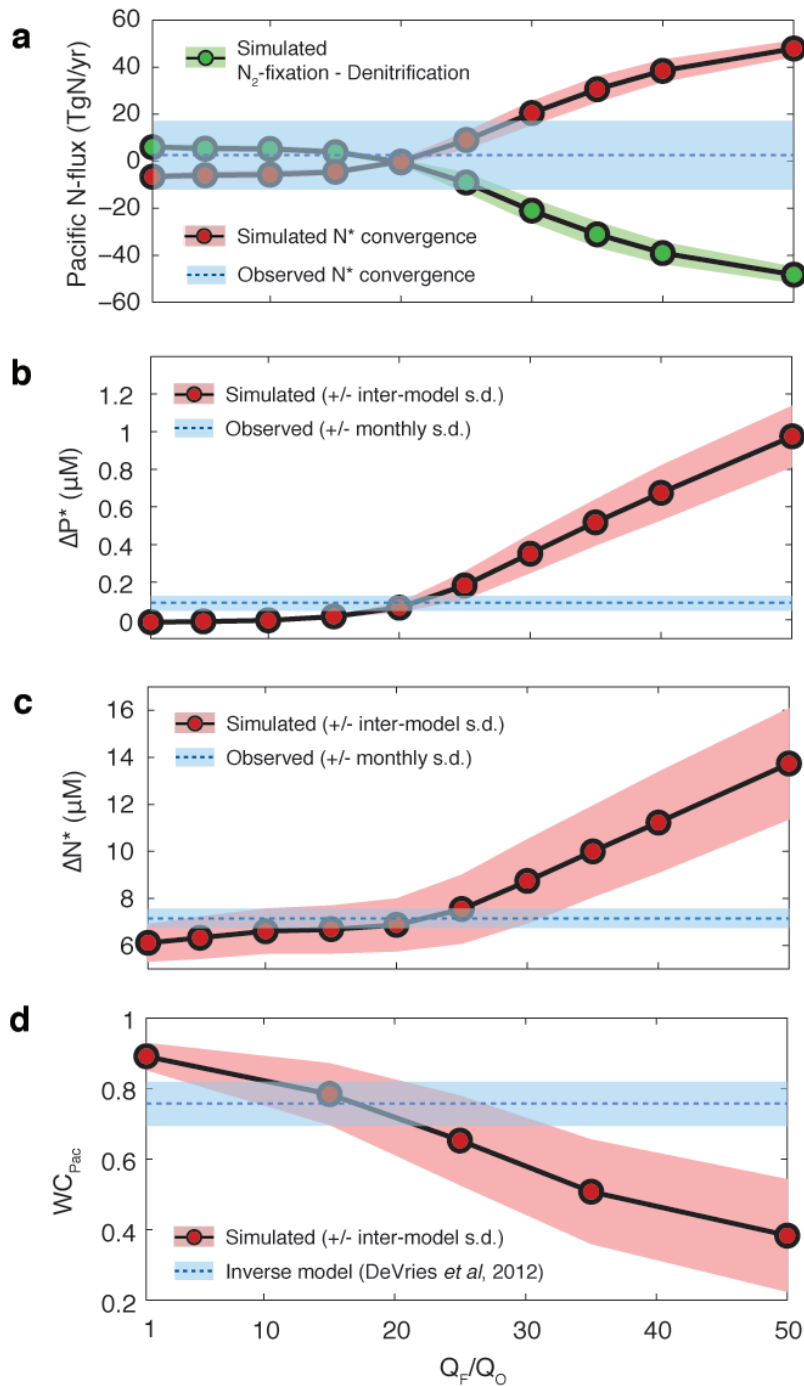 a
Pacific N-flux (TgN/yr)
60
40
20
0
−20
−40
−60
Simulated
N₂-fixation - Denitrification
Simulated N* convergence
Observed N* convergence
b
ΔP* (µM)
1.2
1
0.8
0.6
0.4
0.2
0
Simulated (+/- inter-model s.d.)
Observed (+/- monthly s.d.)
c
ΔN* (µM)
16
14
12
10
8
6
Simulated (+/- inter-model s.d.)
Observed (+/- monthly s.d.)
d
WC_Pac
1
0.8
0.6
0.4
0.2
Simulated (+/- inter-model s.d.)
Inverse model (DeVries et al, 2012)
1 10 20 30 40 50
Q_F/Q_O